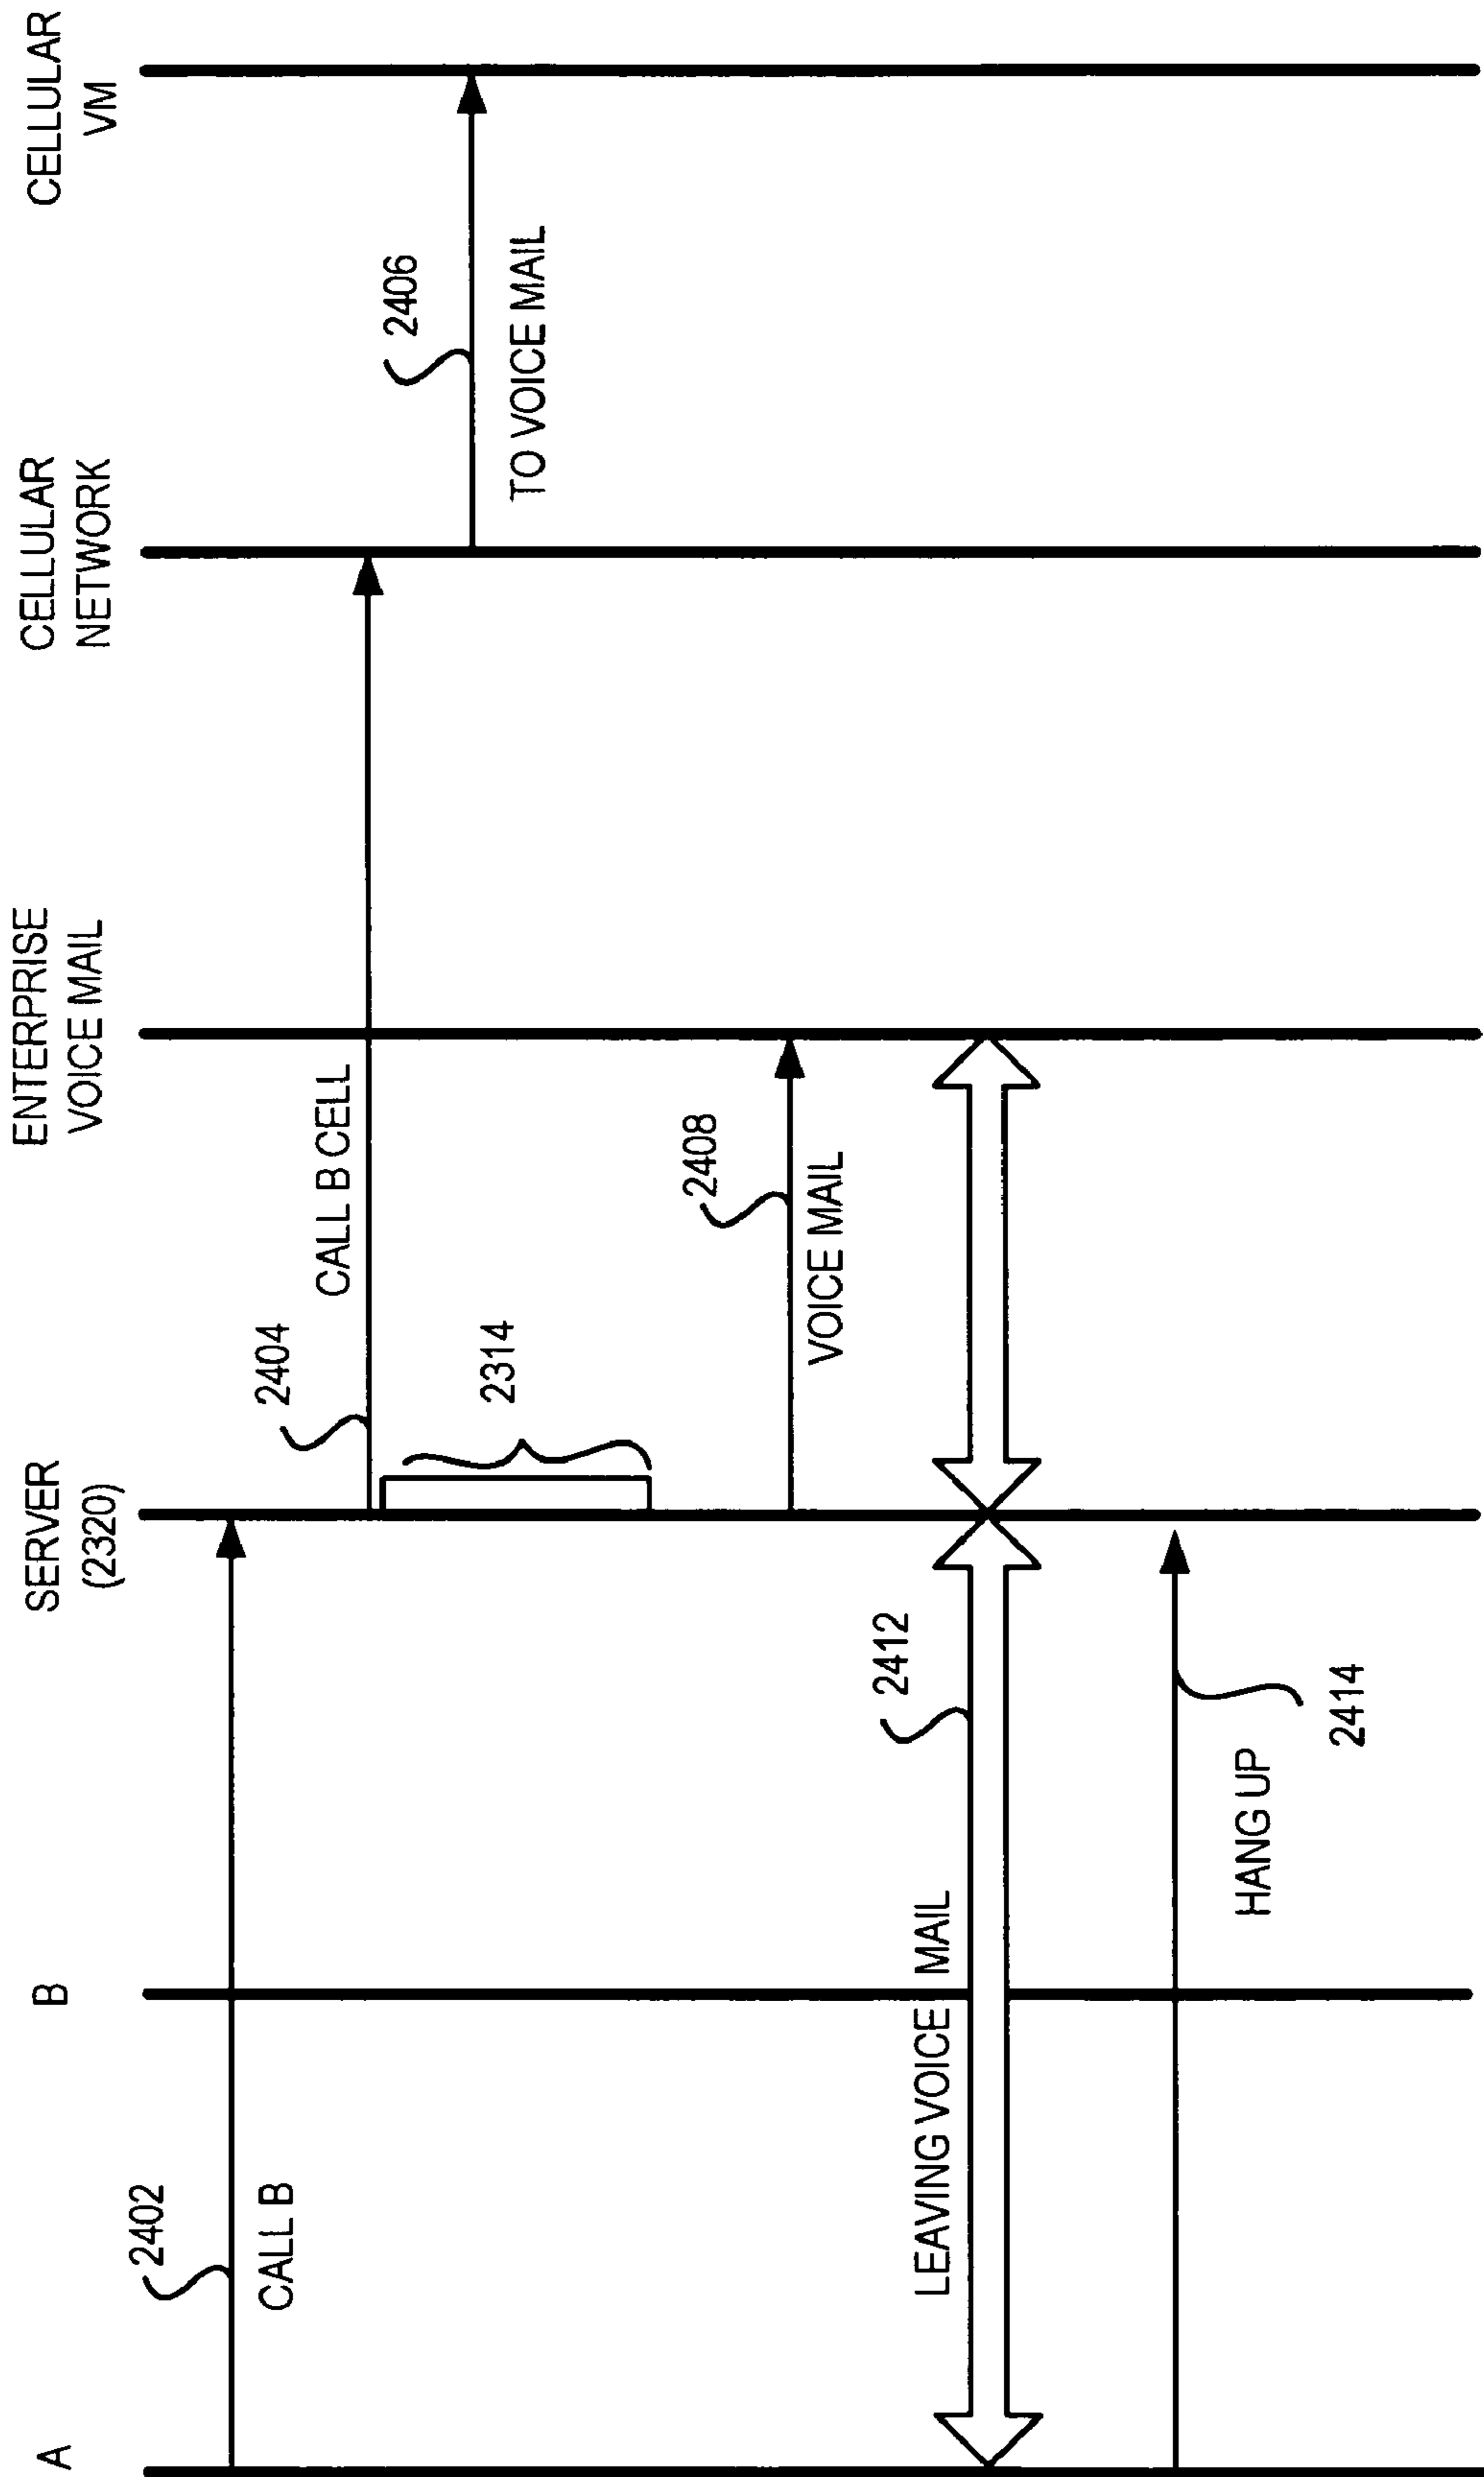 A
B
SERVER
(2320)
ENTERPRISE
VOICE MAIL
CELLULAR
NETWORK
CELLULAR
VM
2402
CALL B
2404
CALL B CELL
2406
TO VOICE MAIL
2314
2408
VOICE MAIL
2412
LEAVING VOICE MAIL
2414
HANG UP